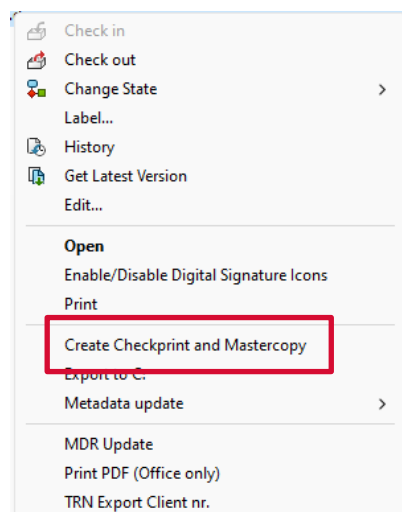 Check in
Check out
Change State
Label...
History
Get Latest Version
Edit...
Open
Enable/Disable Digital Signature Icons
Print
Create Checkprint and Mastercopy
Export to C:
Metadata update
MDR Update
Print PDF (Office only)
TRN Export Client nr.